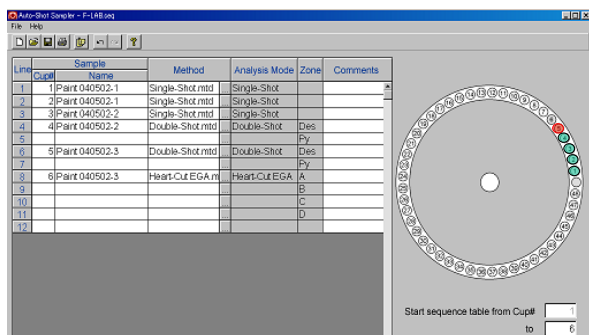 Auto-Shot Sampler - F-LAB.seq
File Help
Line Sample Method Analysis Mode Zone Comments
Cup# Name
1 1 Paint 040502-1 Single-Shot.mtd ... Single-Shot
2 2 Paint 040502-1 Single-Shot.mtd ... Single-Shot
3 3 Paint 040502-2 Single-Shot.mtd ... Single-Shot
4 4 Paint 040502-2 Double-Shot.mtd ... Double-Shot Des
5 ... Py
6 5 Paint 040502-3 Double-Shot.mtd ... Double-Shot Des
7 ... Py
8 6 Paint 040502-3 Heart-Cut EGA.m ... Heart-Cut EGA A
9 ... B
10 ... C
11 ... D
12 ...
Start sequence table from Cup# 1
to 6